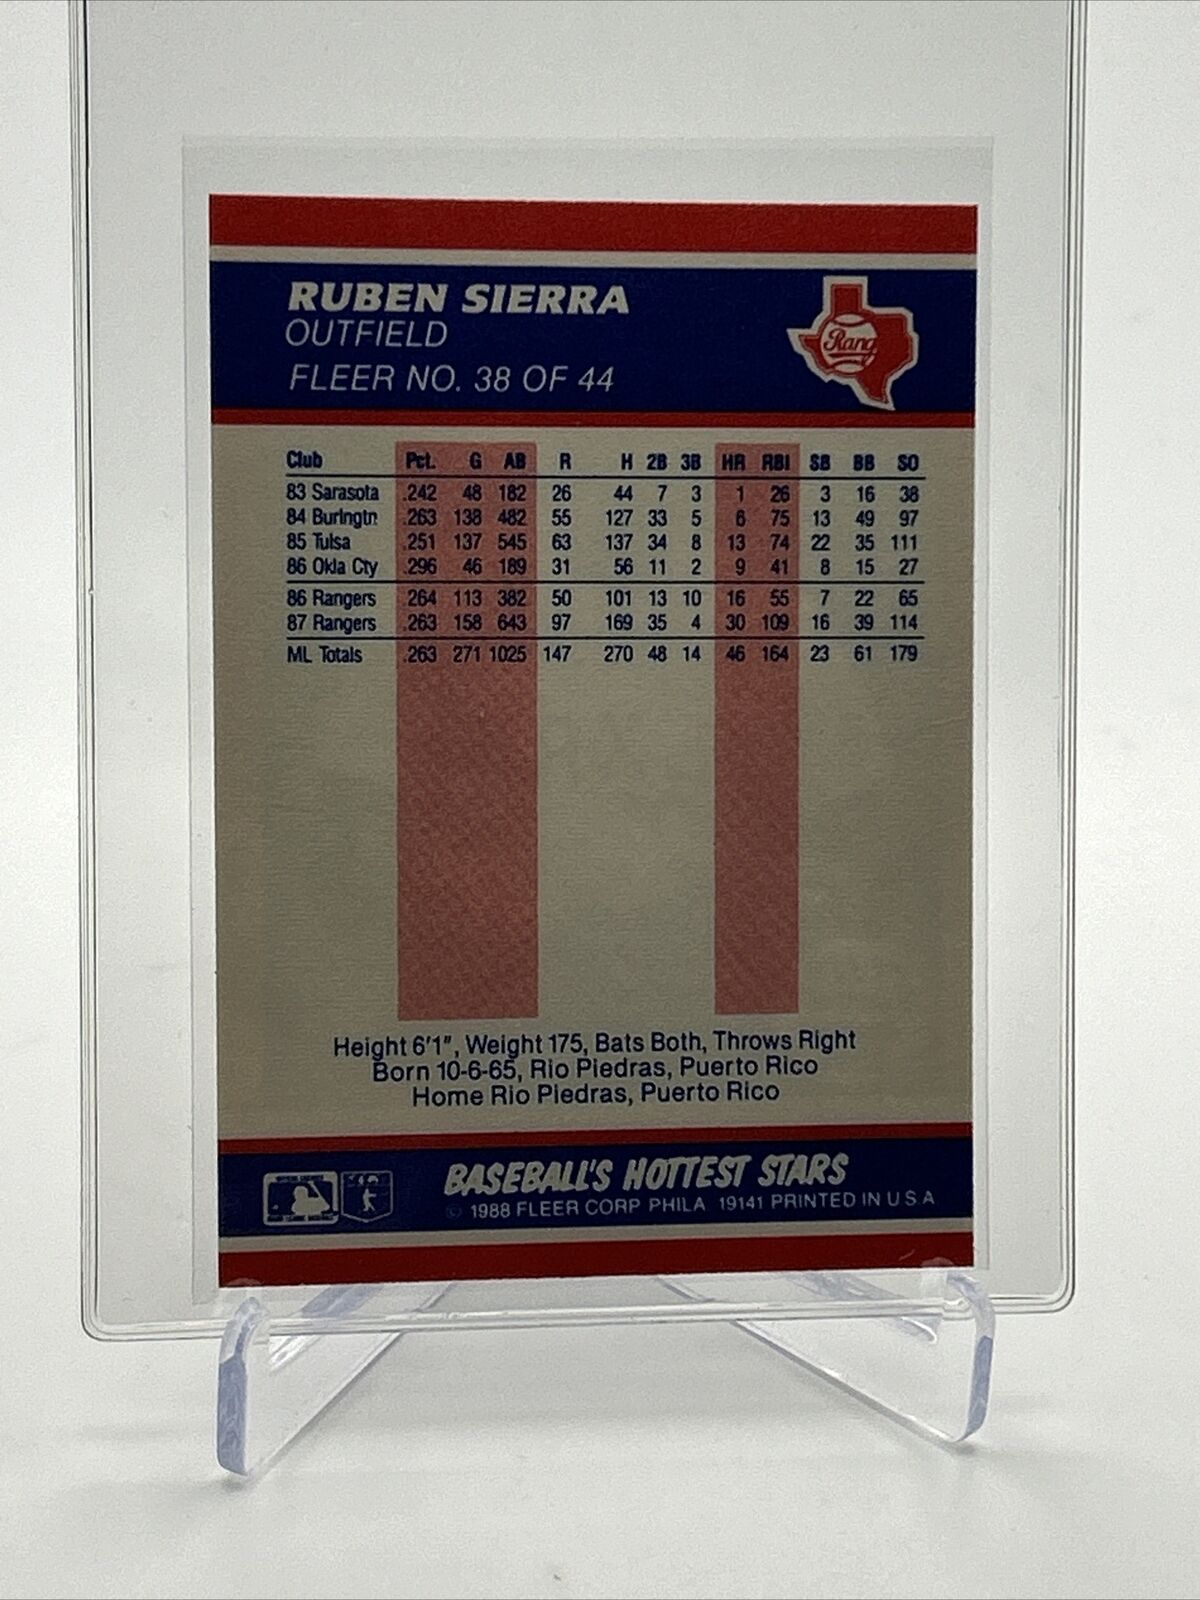 RUBEN SIERRA
OUTFIELD
FLEER NO. 38 OF 44
Rang
Club Pct. G AB R H 2B 3B HR RBI SB BB SO
83 Sarasota .242 48 182 26 44 7 3 1 26 3 16 38
84 Burlngtn .263 138 482 55 127 33 5 6 75 13 49 97
85 Tulsa .251 137 545 63 137 34 8 13 74 22 35 111
86 Okla Cty .296 46 189 31 56 11 2 9 41 8 15 27
86 Rangers .264 113 382 50 101 13 10 16 55 7 22 65
87 Rangers .263 158 643 97 169 35 4 30 109 16 39 114
ML Totals .263 271 1025 147 270 48 14 46 164 23 61 179
Height 6'1", Weight 175, Bats Both, Throws Right
Born 10-6-65, Rio Piedras, Puerto Rico
Home Rio Piedras, Puerto Rico
BASEBALL'S HOTTEST STARS
© 1988 FLEER CORP PHILA 19141 PRINTED IN U S A